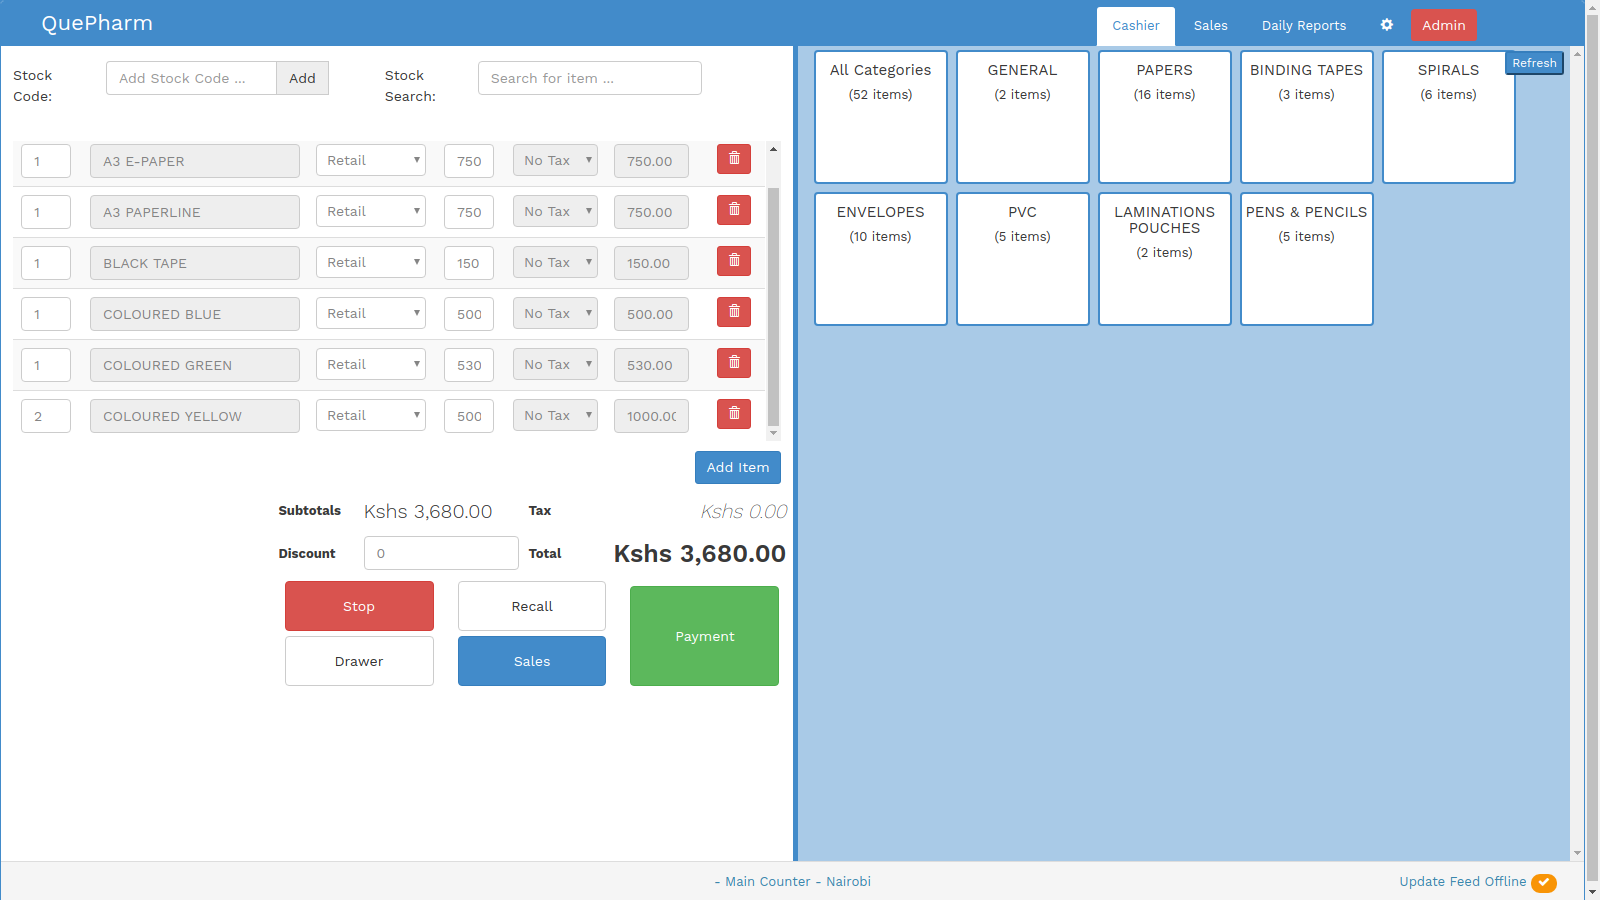 QuePharm
Cashier
Sales
Daily Reports
Admin
Stock Code:
Add Stock Code ...
Add
Stock Search:
Search for item ...
1 A3 E-PAPER Retail 750 No Tax 750.00
1 A3 PAPERLINE Retail 750 No Tax 750.00
1 BLACK TAPE Retail 150 No Tax 150.00
1 COLOURED BLUE Retail 500 No Tax 500.00
1 COLOURED GREEN Retail 530 No Tax 530.00
2 COLOURED YELLOW Retail 500 No Tax 1000.00
Add Item
Subtotals Kshs 3,680.00 Tax Kshs 0.00
Discount 0 Total Kshs 3,680.00
Stop
Recall
Payment
Drawer
Sales
Refresh
All Categories
(52 items)
GENERAL
(2 items)
PAPERS
(16 items)
BINDING TAPES
(3 items)
SPIRALS
(6 items)
ENVELOPES
(10 items)
PVC
(5 items)
LAMINATIONS
POUCHES
(2 items)
PENS & PENCILS
(5 items)
- Main Counter - Nairobi
Update Feed Offline